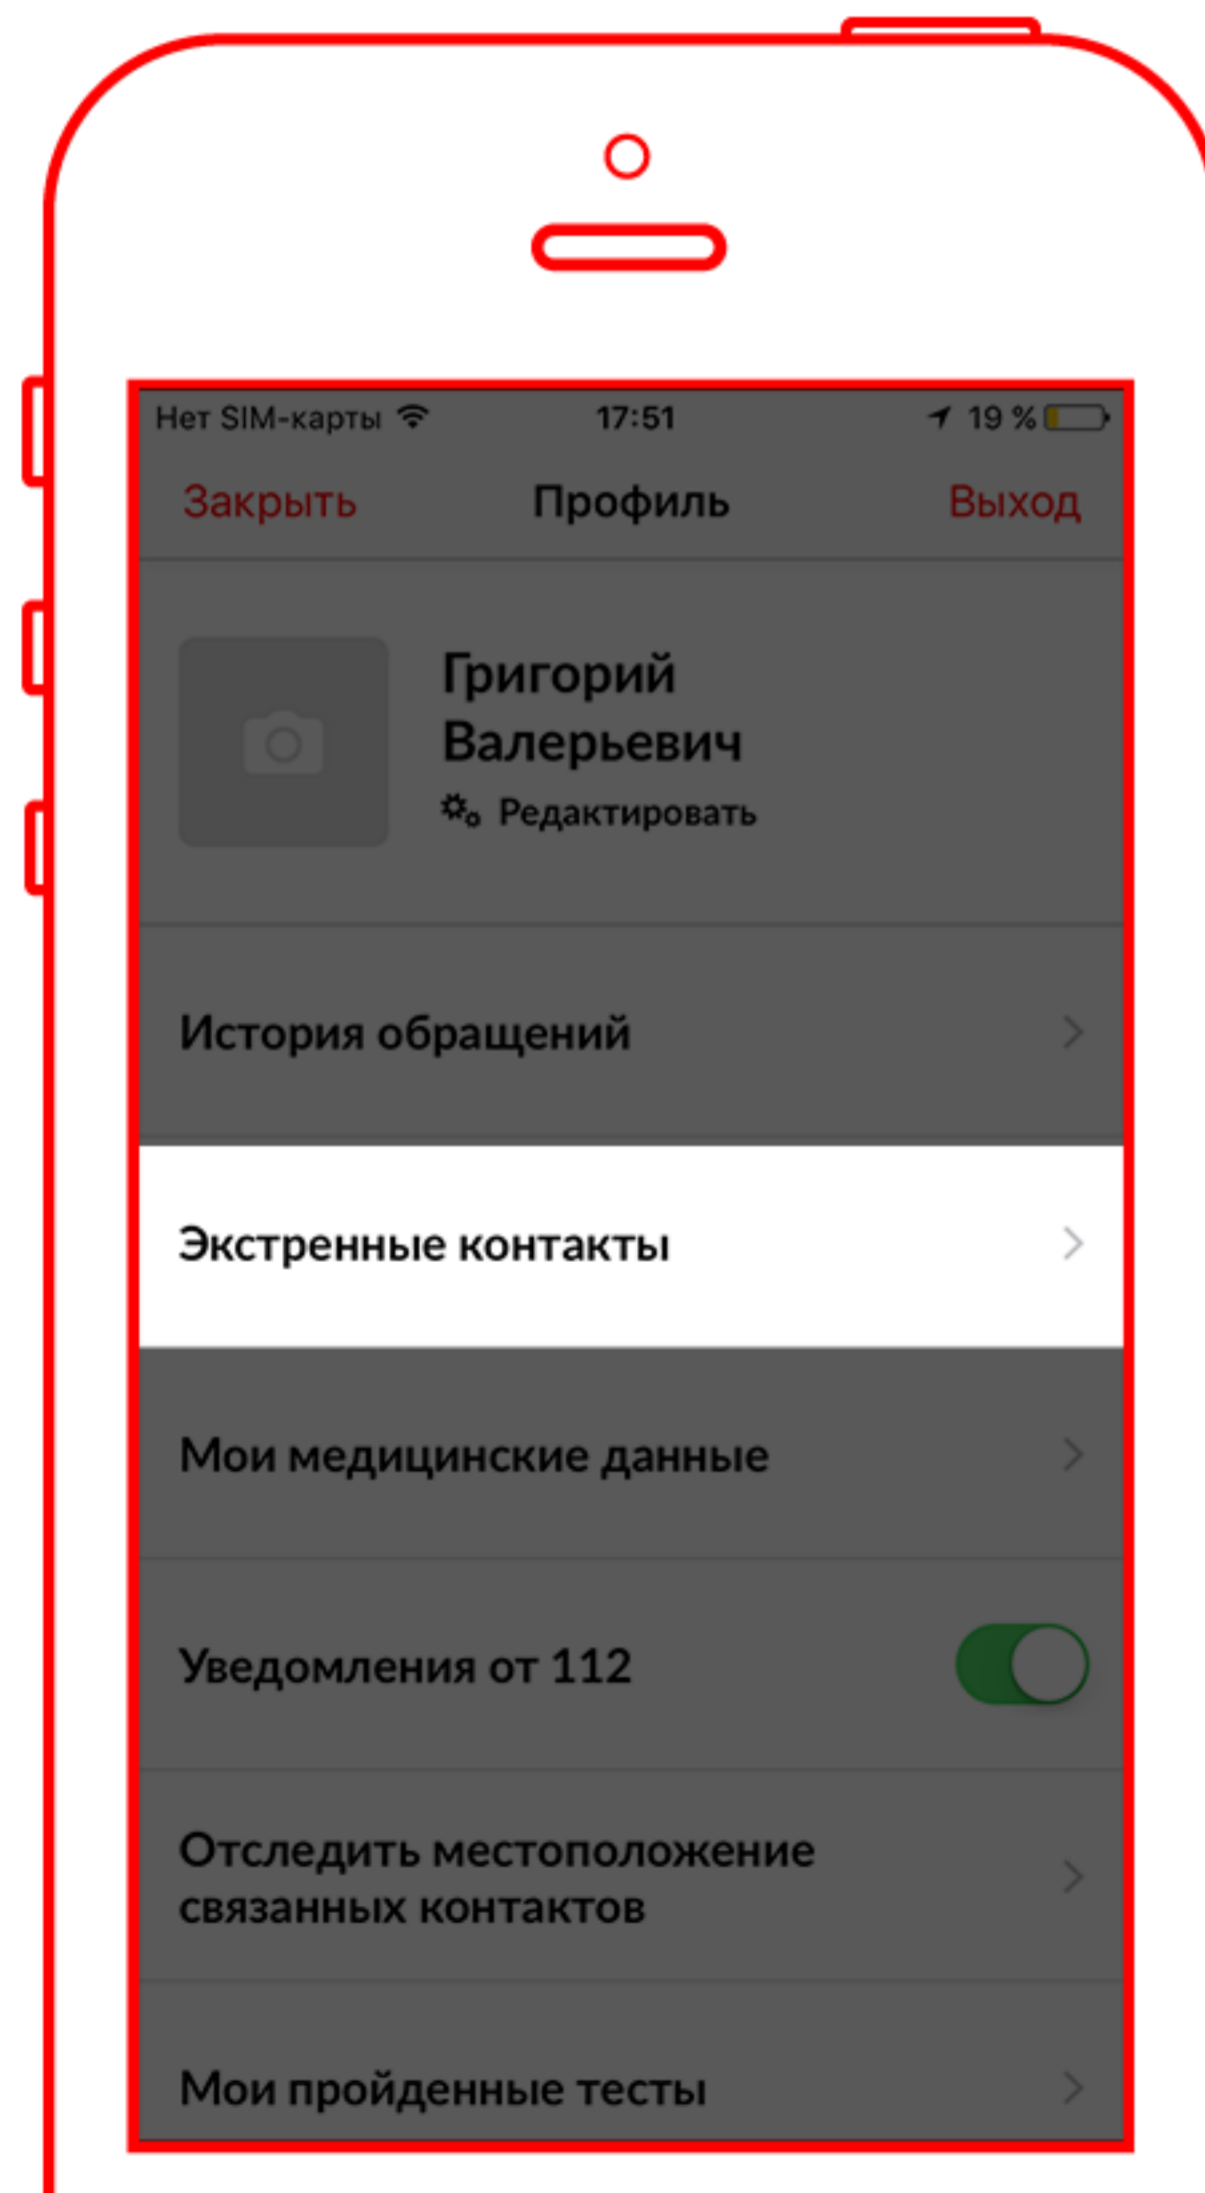 Нет SIM-карты 17:51 19 %
Закрыть Профиль Выход
Григорий
Валерьевич
Редактировать
История обращений
Экстренные контакты
Мои медицинские данные
Уведомления от 112
Отследить местоположение
связанных контактов
Мои пройденные тесты